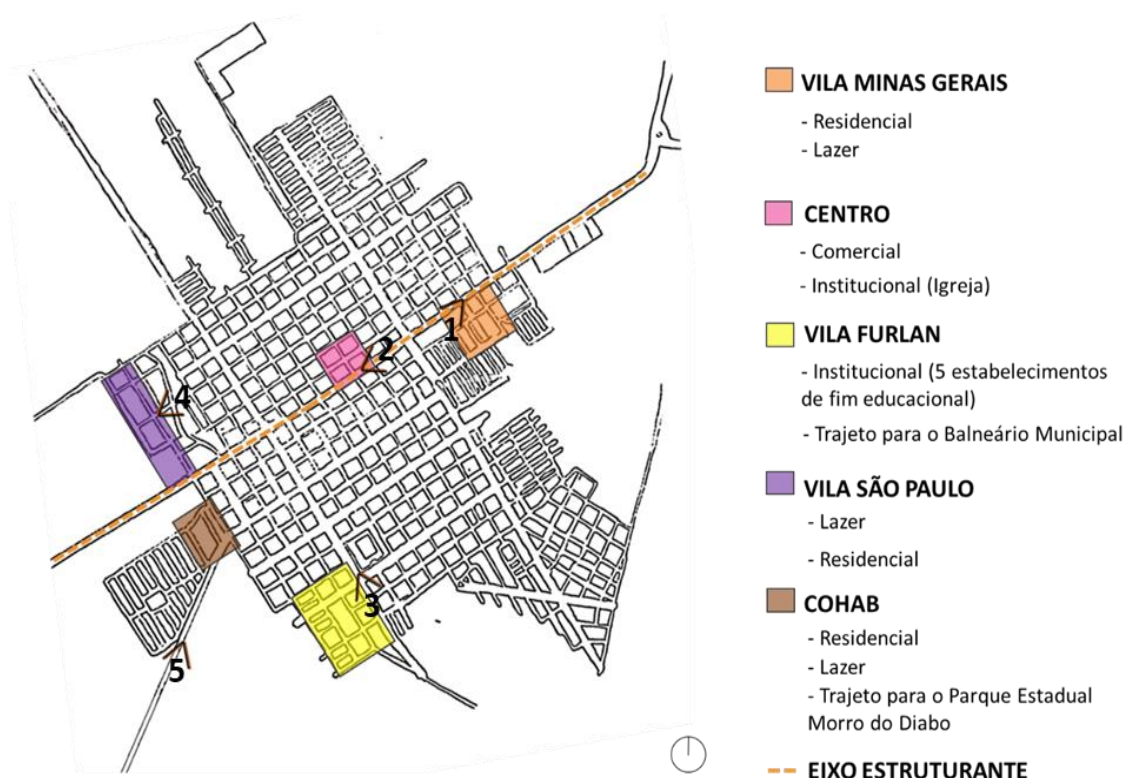 VILA MINAS GERAIS
- Residencial
- Lazer
CENTRO
- Comercial
- Institucional (Igreja)
VILA FURLAN
- Institucional (5 estabelecimentos
de fim educacional)
- Trajeto para o Balneário Municipal
VILA SÃO PAULO
- Lazer
- Residencial
COHAB
- Residencial
- Lazer
- Trajeto para o Parque Estadual
Morro do Diabo
EIXO ESTRUTURANTE
1
2
4
3
5